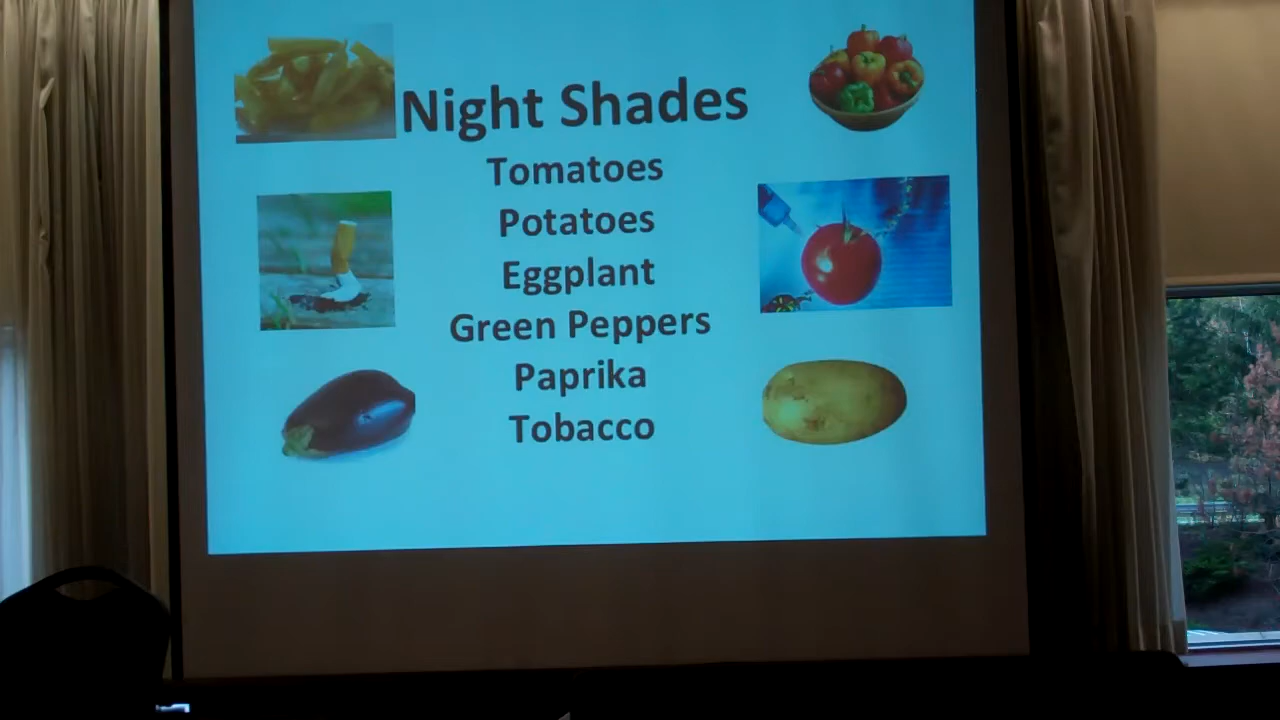 Night Shades
Tomatoes
Potatoes
Eggplant
Green Peppers
Paprika
Tobacco